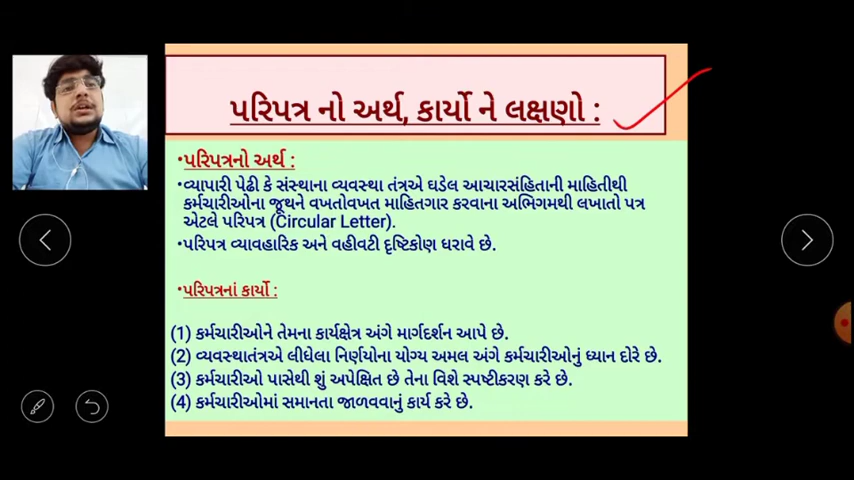 પરિપત્ર નો અર્થ, કાર્યો ને લક્ષણો :
•પરિપત્રનો અર્થ :
•વ્યાપારી પેઢી કે સંસ્થાના વ્યવસ્થા તંત્રએ ઘડેલ આચારસંહિતાની માહિતીથી
કર્મચારીઓના જૂથને વખતોવખત માહિતગાર કરવાના અભિગમથી લખાતો પત્ર
એટલે પરિપત્ર (Circular Letter).
•પરિપત્ર વ્યાવહારિક અને વહીવટી દૃષ્ટિકોણ ધરાવે છે.
•પરિપત્રનાં કાર્યો :
(1) કર્મચારીઓને તેમના કાર્યક્ષેત્ર અંગે માર્ગદર્શન આપે છે.
(2) વ્યવસ્થાતંત્રએ લીધેલા નિર્ણયોના યોગ્ય અમલ અંગે કર્મચારીઓનું ધ્યાન દોરે છે.
(3) કર્મચારીઓ પાસેથી શું અપેક્ષિત છે તેના વિશે સ્પષ્ટીકરણ કરે છે.
(4) કર્મચારીઓમાં સમાનતા જાળવવાનું કાર્ય કરે છે.